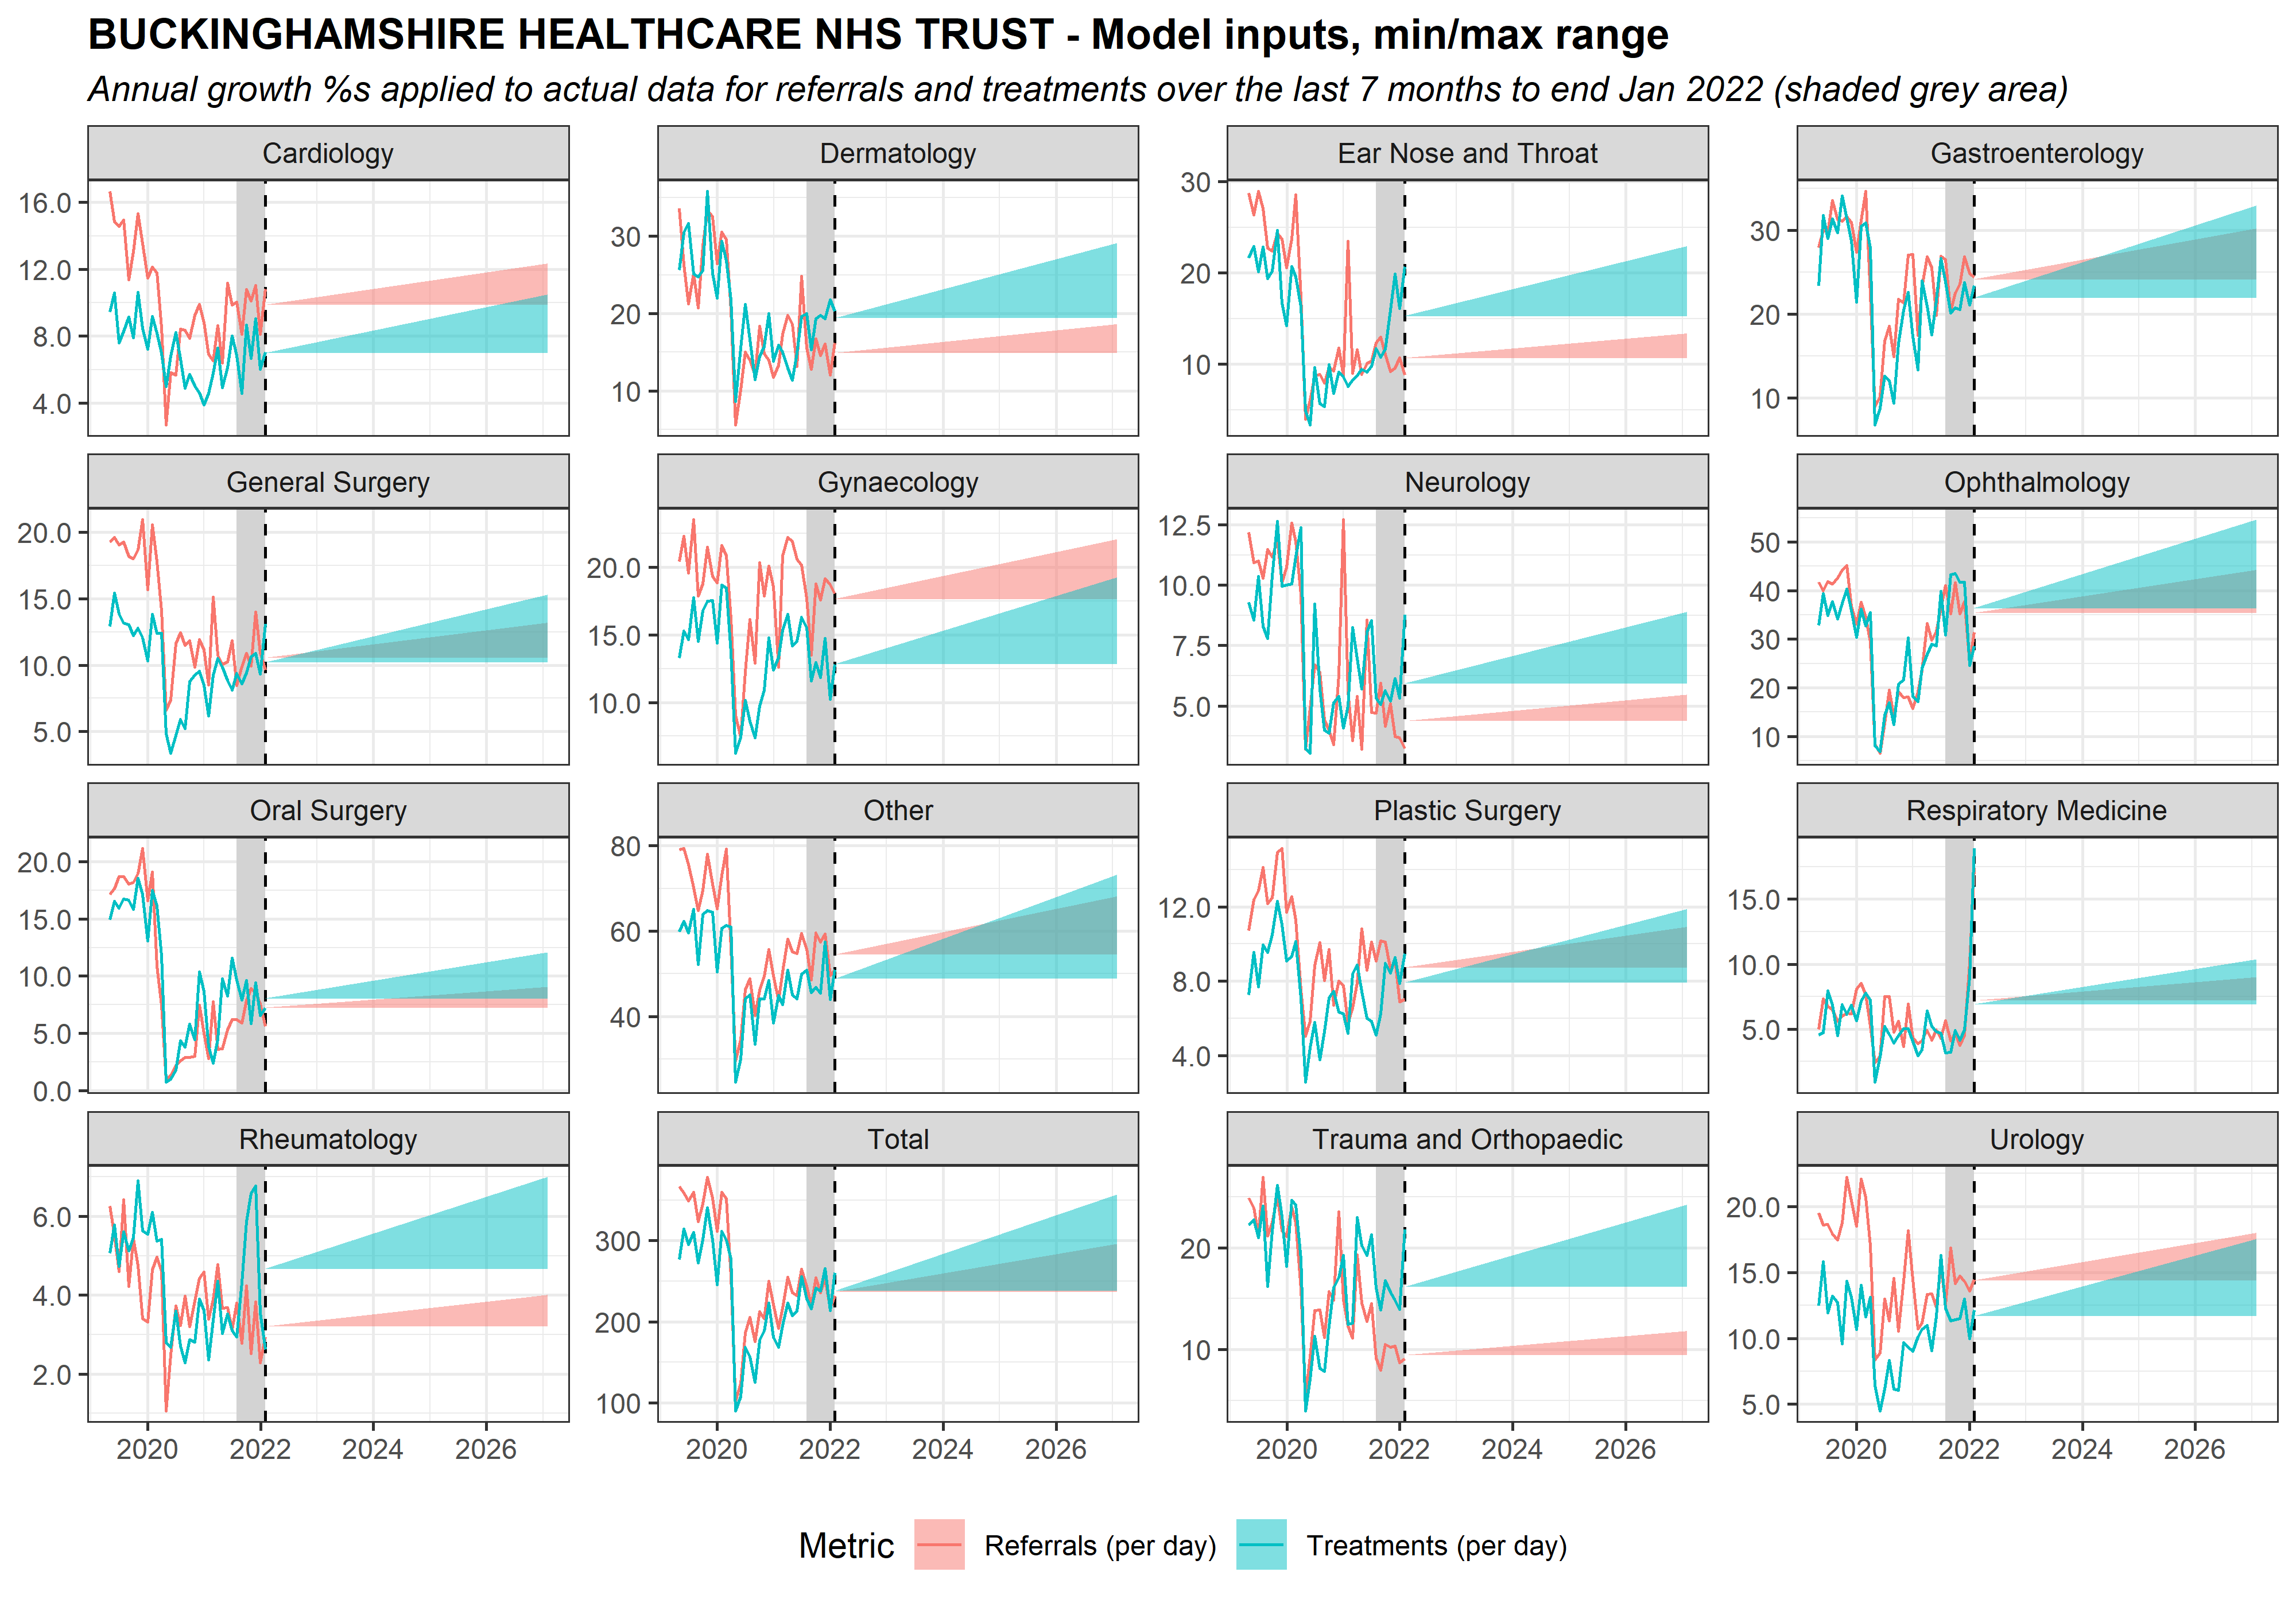 BUCKINGHAMSHIRE HEALTHCARE NHS TRUST - Model inputs, min/max range
Annual growth %s applied to actual data for referrals and treatments over the last 7 months to end Jan 2022 (shaded grey area)
Cardiology
16.0
12.0
8.0
4.0
Dermatology
30
20
10
Ear Nose and Throat
30
20
10
Gastroenterology
30
20
10
General Surgery
20.0
15.0
10.0
5.0
Gynaecology
20.0
15.0
10.0
Neurology
12.5
10.0
7.5
5.0
Ophthalmology
50
40
30
20
10
Oral Surgery
20.0
15.0
10.0
5.0
0.0
Other
80
60
40
Plastic Surgery
12.0
8.0
4.0
Respiratory Medicine
15.0
10.0
5.0
Rheumatology
6.0
4.0
2.0
2020 2022 2024 2026
Total
300
200
100
2020 2022 2024 2026
Trauma and Orthopaedic
20
10
2020 2022 2024 2026
Urology
20.0
15.0
10.0
5.0
2020 2022 2024 2026
Metric Referrals (per day) Treatments (per day)